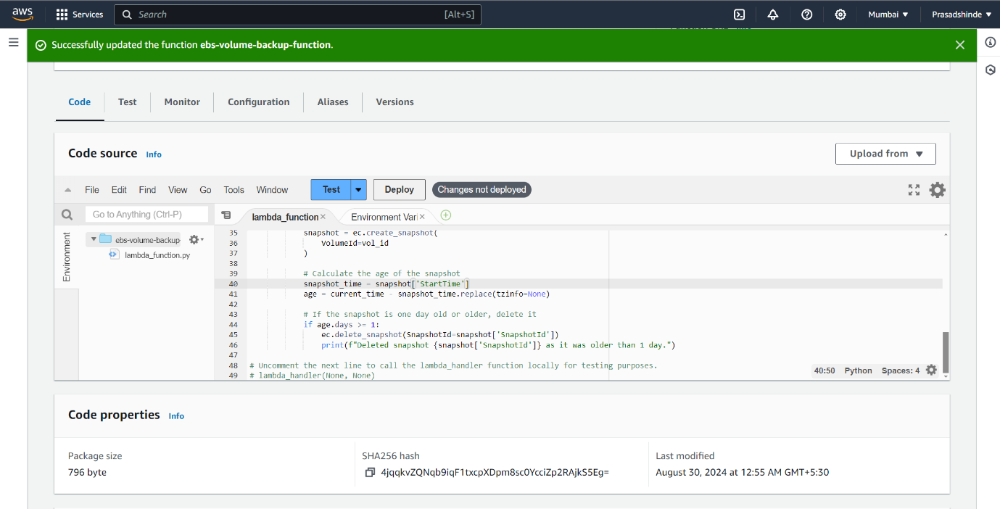 aws Services Search [Alt+S] Mumbai ▼ Prasadshinde ▼
Successfully updated the function ebs-volume-backup-function.
Code Test Monitor Configuration Aliases Versions
Code source Info Upload from ▼
File Edit Find View Go Tools Window Test Deploy Changes not deployed
Go to Anything (Ctrl-P) lambda_function × Environment Vari ×
Environment
ebs-volume-backup-
lambda_function.py
35 snapshot = ec.create_snapshot(
36 VolumeId=vol_id
37 )
38
39 # Calculate the age of the snapshot
40 snapshot_time = snapshot['StartTime']
41 age = current_time - snapshot_time.replace(tzinfo=None)
42
43 # If the snapshot is one day old or older, delete it
44 if age.days >= 1:
45 ec.delete_snapshot(SnapshotId=snapshot['SnapshotId'])
46 print(f"Deleted snapshot {snapshot['SnapshotId']} as it was older than 1 day.")
47
48 # Uncomment the next line to call the lambda_handler function locally for testing purposes.
49 # lambda_handler(None, None)
40:50 Python Spaces: 4
Code properties Info
Package size SHA256 hash Last modified
796 byte 4jqqkvZQNqb9iqF1txcpXDpm8sc0YcciZp2RAjkS5Eg= August 30, 2024 at 12:55 AM GMT+5:30